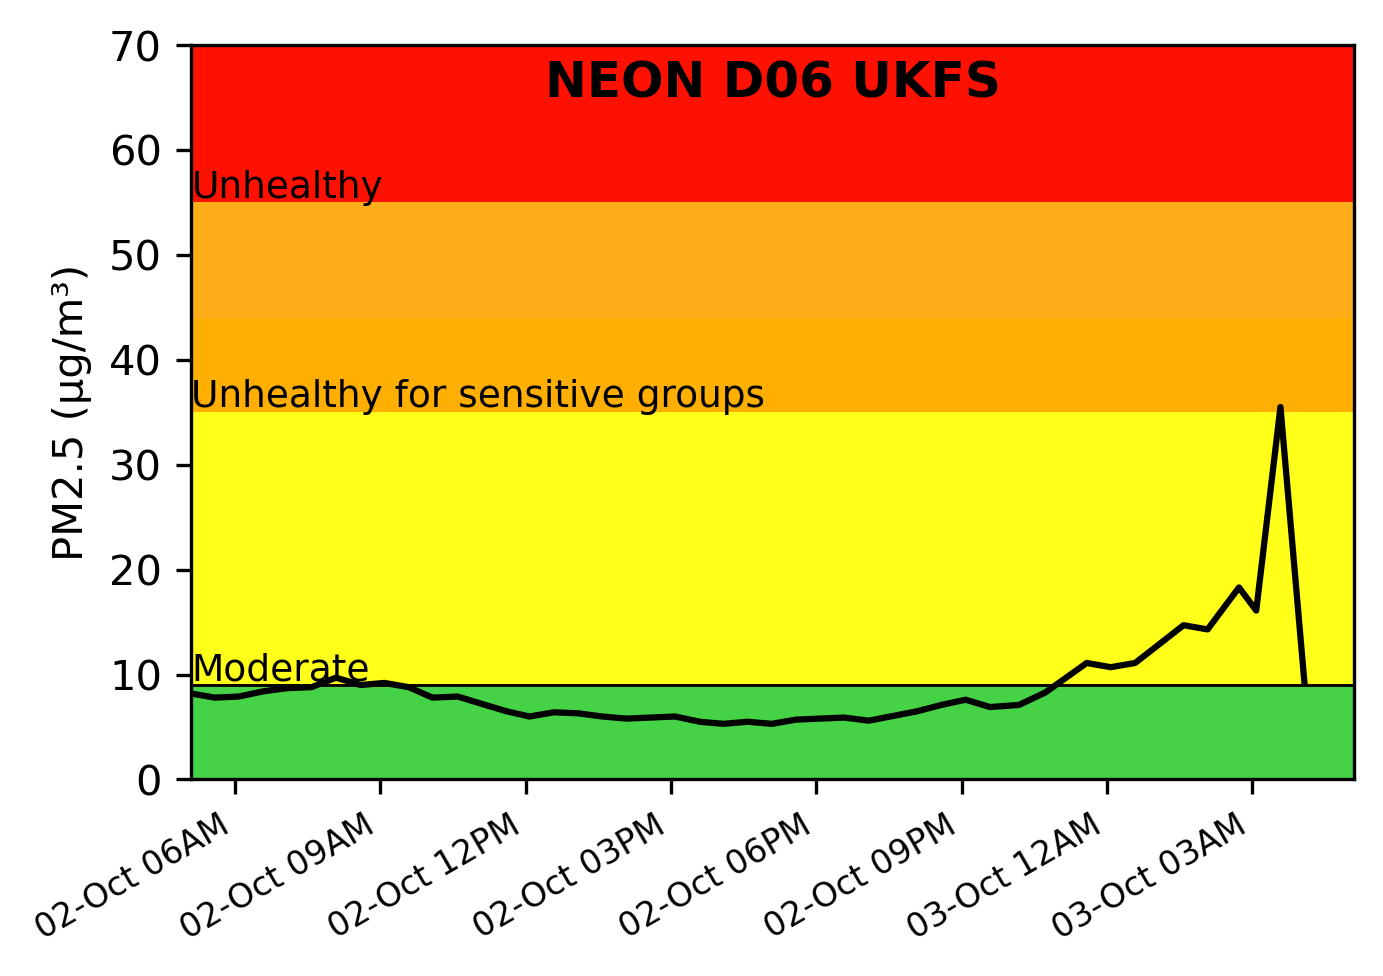 NEON D06 UKFS
PM2.5 (µg/m³)
70
60
50
40
30
20
10
0
Unhealthy
Unhealthy for sensitive groups
Moderate
02-Oct 06AM
02-Oct 09AM
02-Oct 12PM
02-Oct 03PM
02-Oct 06PM
02-Oct 09PM
03-Oct 12AM
03-Oct 03AM